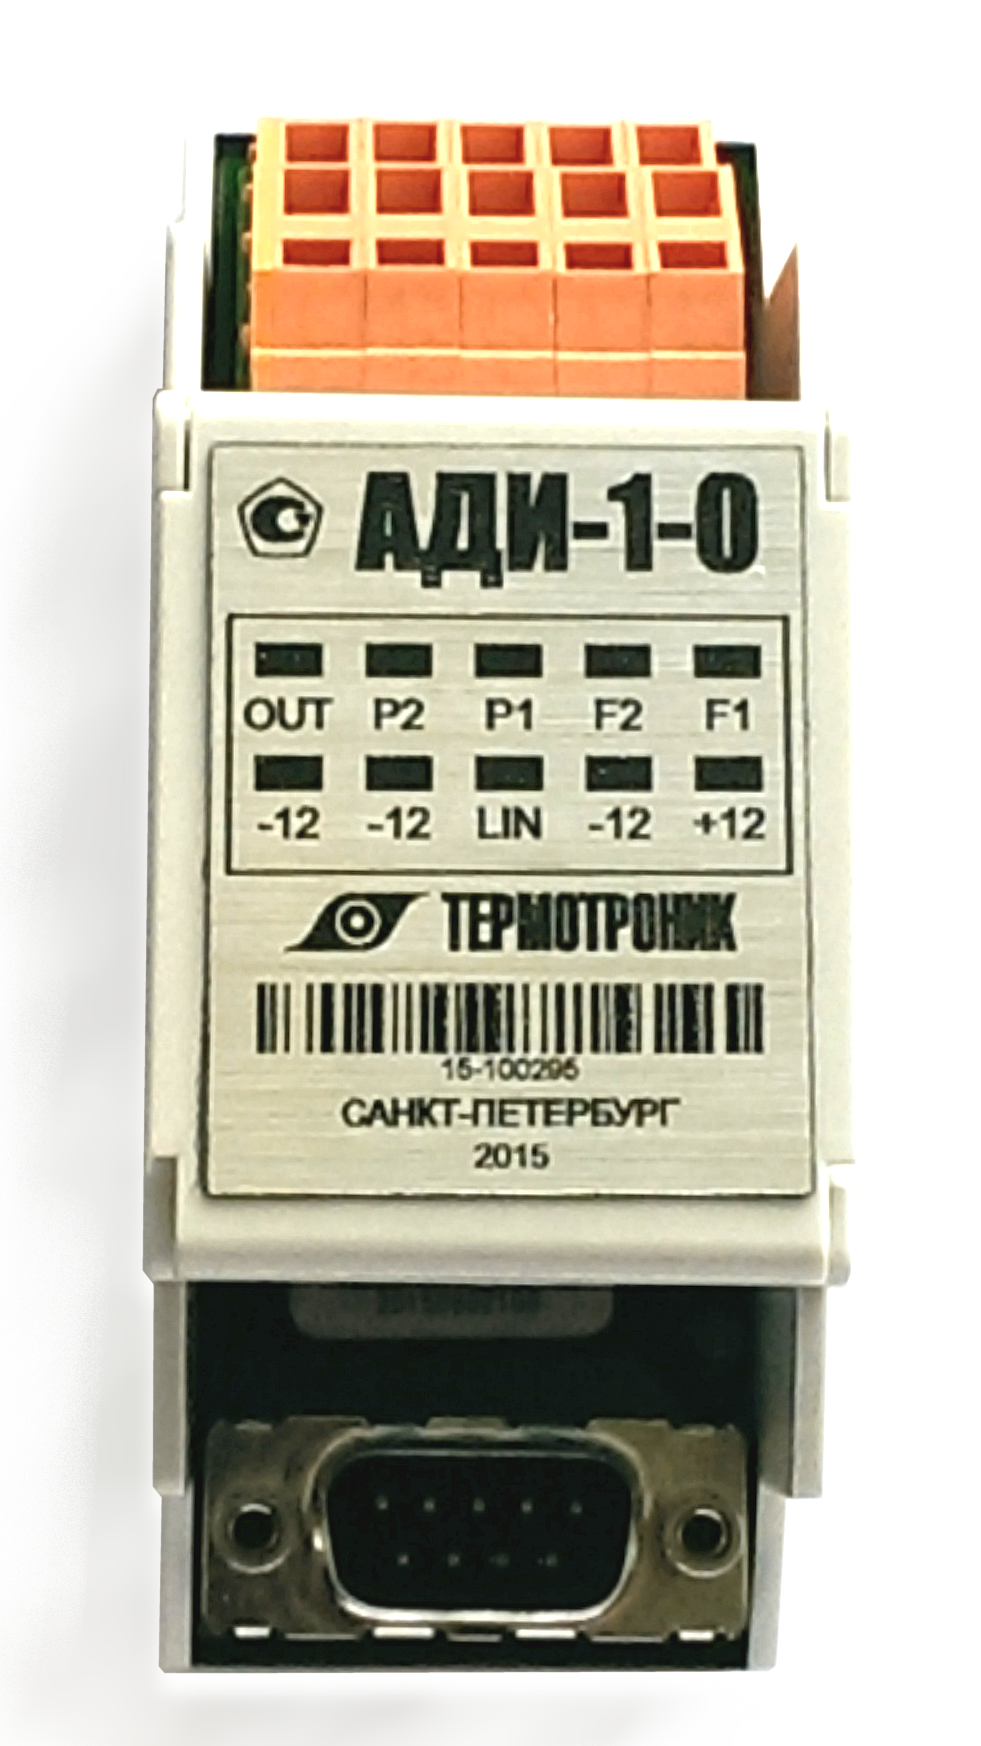 АДИ-1-0
OUT P2 P1 F2 F1
-12 -12 LIN -12 +12
ТЕРМОТРОНИК
15-100295
САНКТ-ПЕТЕРБУРГ
2015